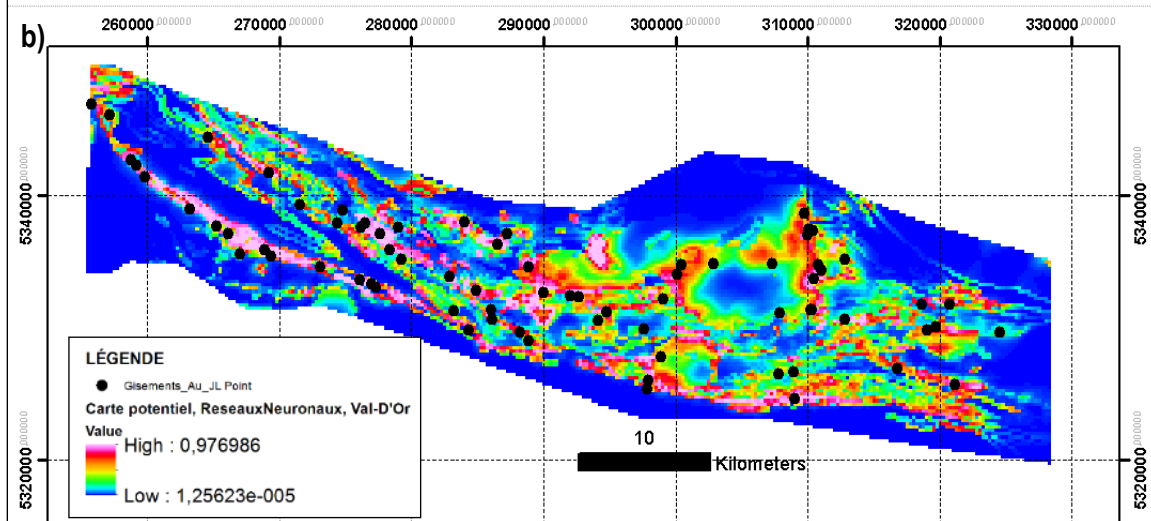 260000,000000 270000,000000 280000,000000 290000,000000 300000,000000 310000,000000 320000,000000 330000,000000
b)
5340000,000000 5340000,000000
LÉGENDE
Gisements_Au_JL Point
Carte potentiel, ReseauxNeuronaux, Val-D'Or
Value
High : 0,976986
Low : 1,25623e-005
10
Kilometers
5320000,000000 5320000,000000